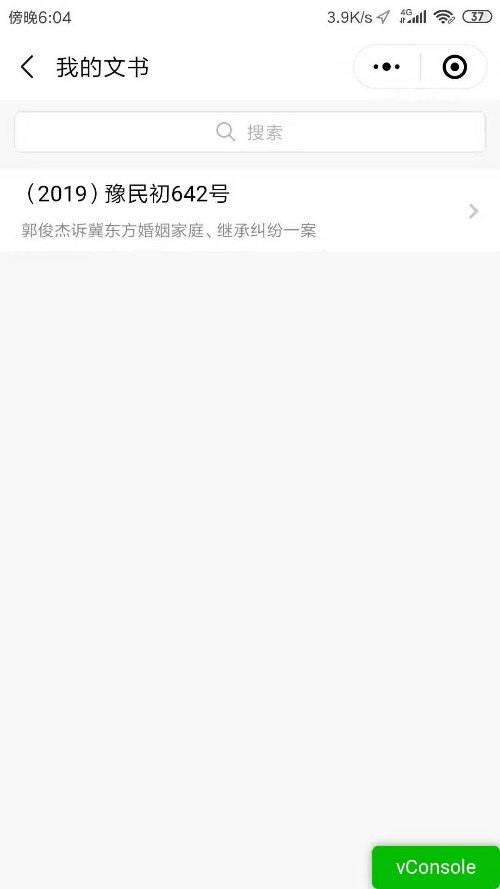 傍晚6:04 3.9K/s 4G 37
我的文书
搜索
（2019）豫民初642号
郭俊杰诉冀东方婚姻家庭、继承纠纷一案
vConsole